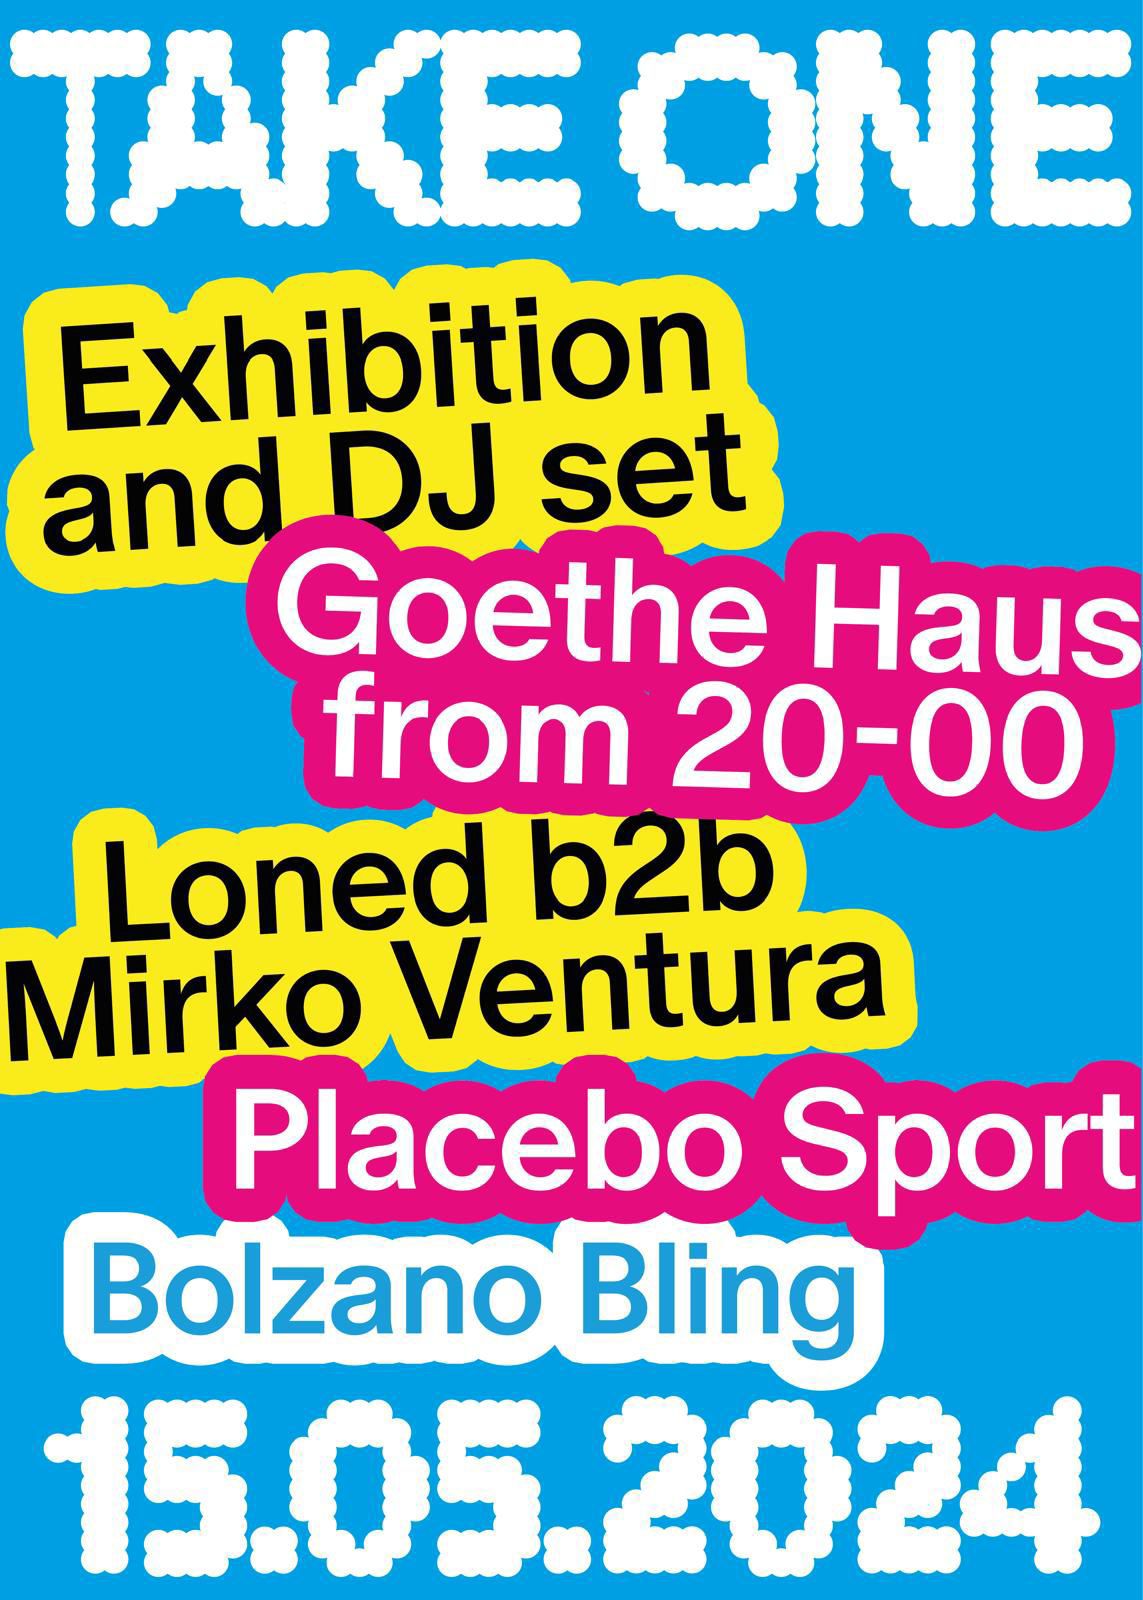 TAKE ONE
Exhibition
and DJ set
Goethe Haus
from 20-00
Loned b2b
Mirko Ventura
Placebo Sport
Bolzano Bling
15.05.2024